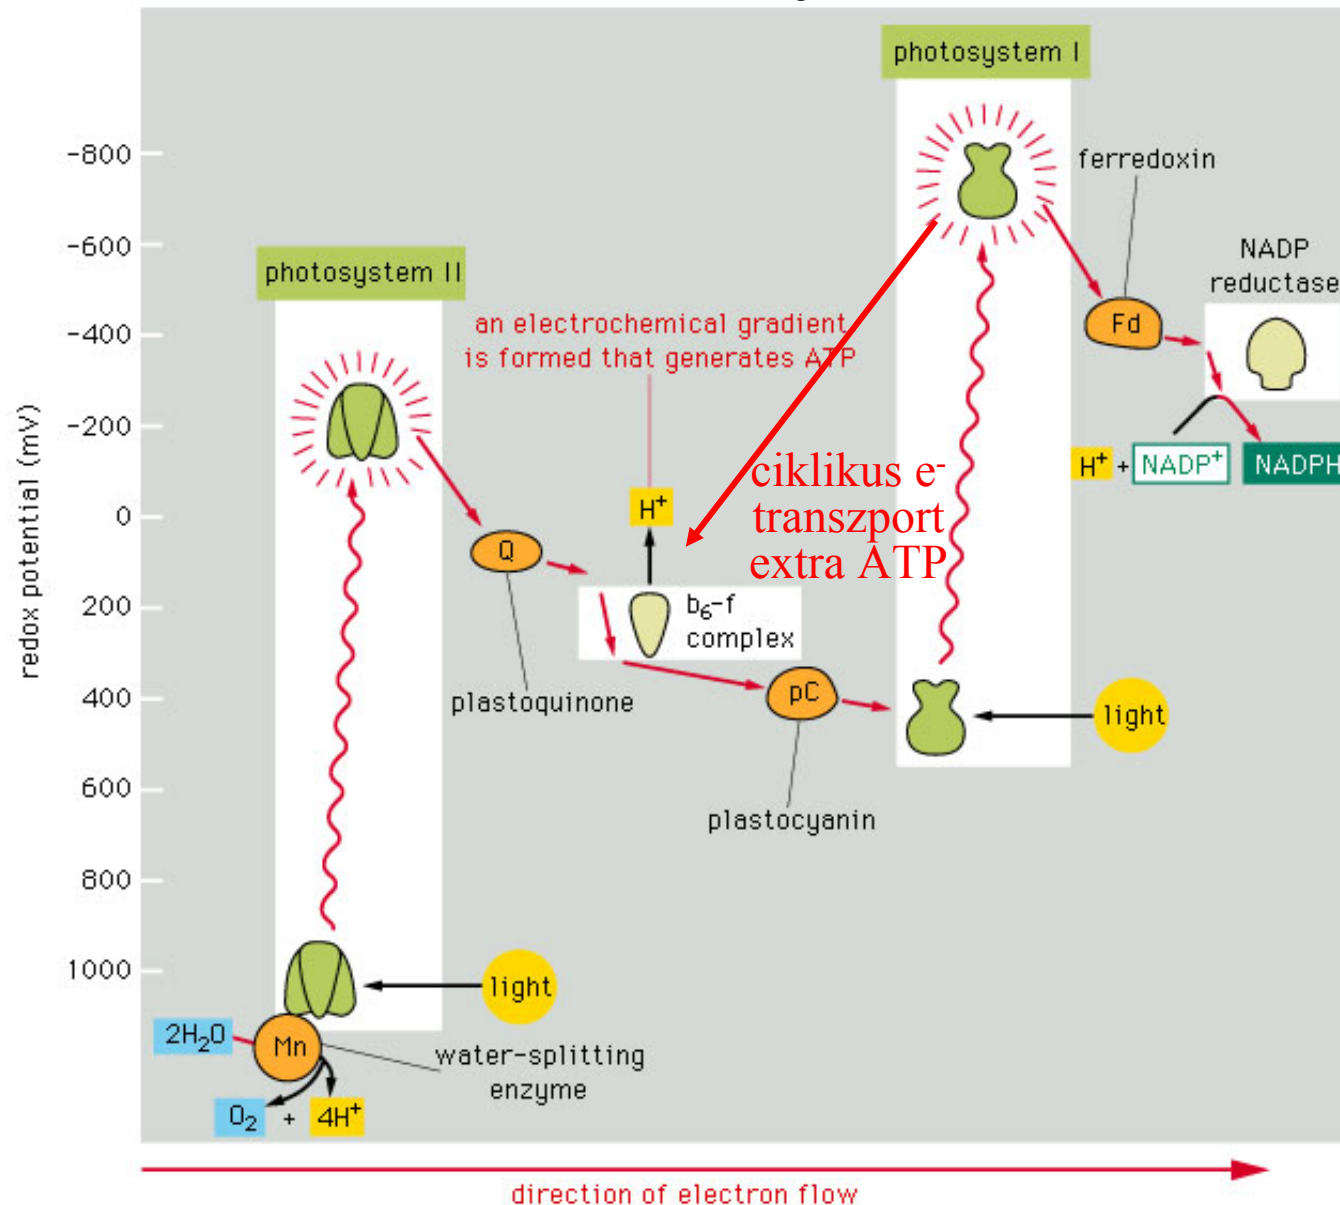 photosystem I
-800
ferredoxin
-600
NADP
reductase
photosystem II
an electrochemical gradient
is formed that generates ATP
-400
Fd
-200
ciklikus e-
transzport
extra ATP
H+ + NADP+ NADPH
0
H+
Q
200
b6-f
complex
redox potential (mV)
400
plastoquinone
pC
light
600
plastocyanin
800
1000
light
2H2O
Mn
water-splitting
enzyme
O2 + 4H+
direction of electron flow